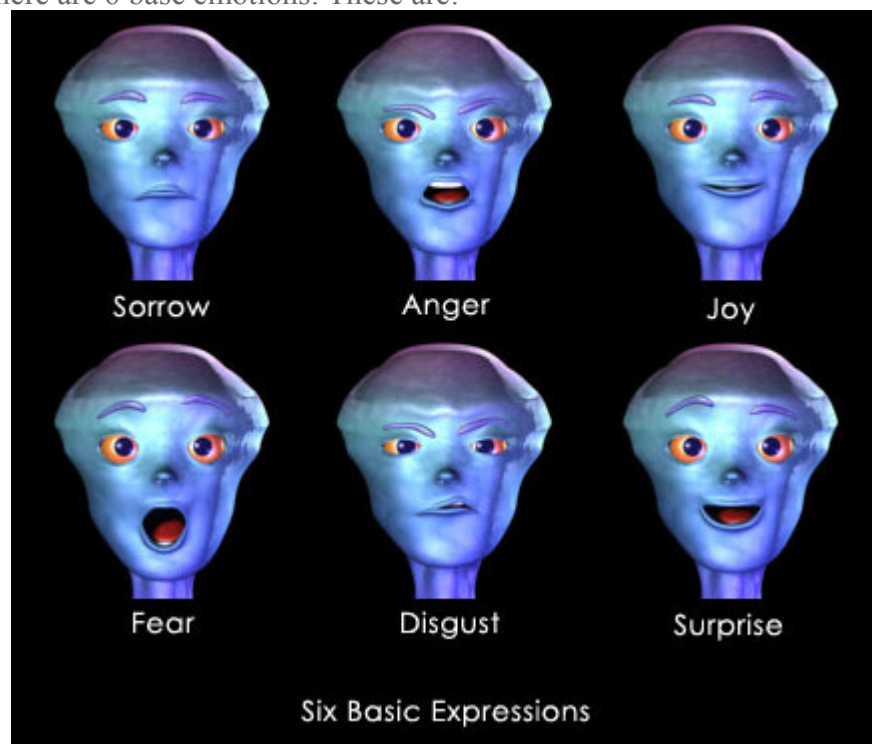 here are 6 base emotions. These are:
Sorrow Anger Joy
Fear Disgust Surprise
Six Basic Expressions